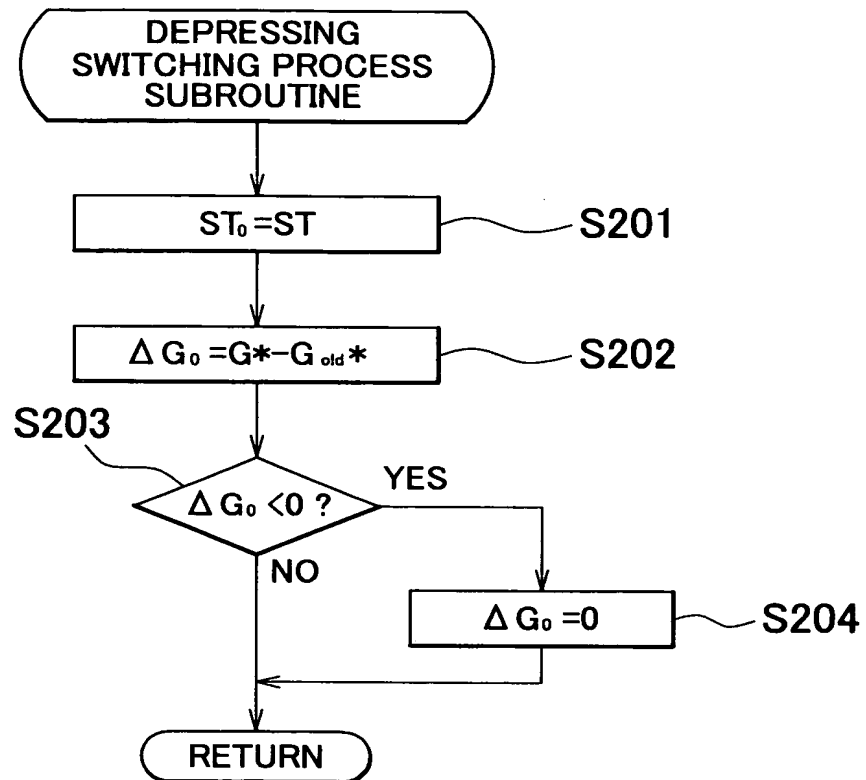 DEPRESSING
SWITCHING PROCESS
SUBROUTINE
ST₀=ST
S201
ΔG₀=G*-G old *
S202
S203
ΔG₀<0?
YES
NO
ΔG₀=0
S204
RETURN